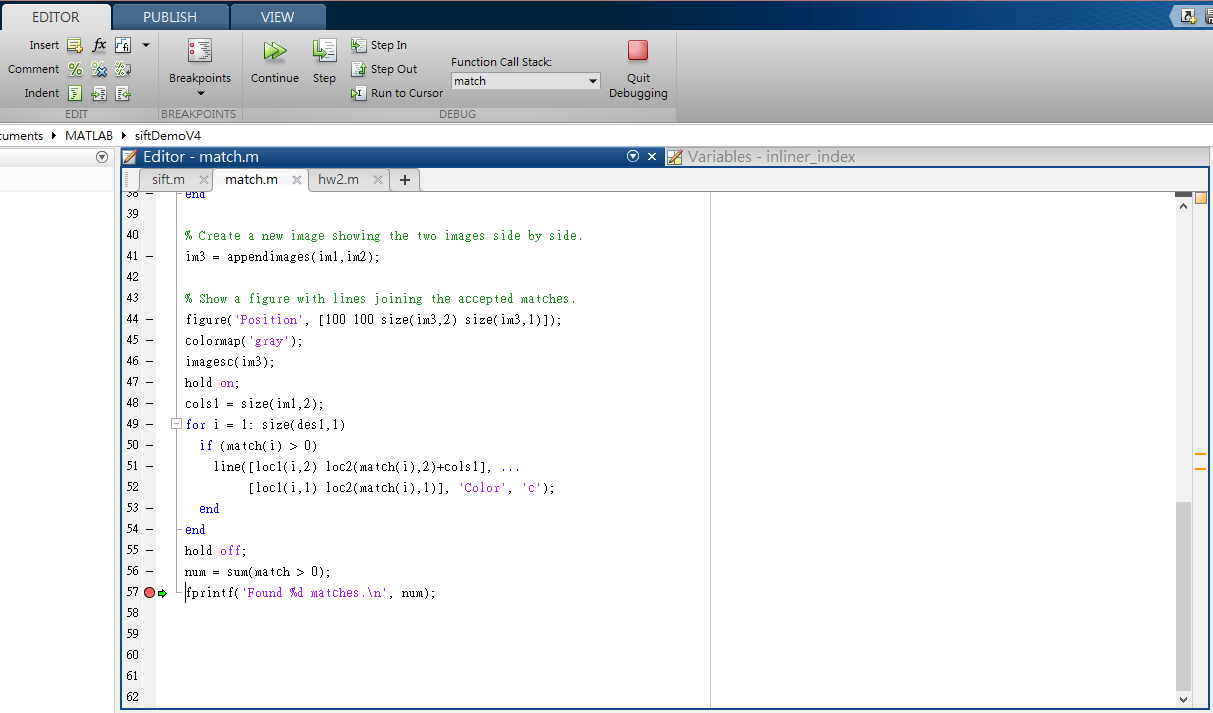 EDITOR PUBLISH VIEW
Insert fx fi
Comment % % %
Indent
EDIT
Breakpoints
BREAKPOINTS
Continue
Step
Step In
Step Out
Run to Cursor
Function Call Stack:
match
Quit
Debugging
DEBUG
cuments MATLAB siftDemoV4
Editor - match.m
Variables - inliner_index
sift.m match.m hw2.m +
38 end
39
40 % Create a new image showing the two images side by side.
41 im3 = appendimages(im1,im2);
42
43 % Show a figure with lines joining the accepted matches.
44 figure('Position', [100 100 size(im3,2) size(im3,1)]);
45 colormap('gray');
46 imagesc(im3);
47 hold on;
48 cols1 = size(im1,2);
49 for i = 1: size(des1,1)
50 if (match(i) > 0)
51 line([loc1(i,2) loc2(match(i),2)+cols1], ...
52 [loc1(i,1) loc2(match(i),1)], 'Color', 'c');
53 end
54 end
55 hold off;
56 num = sum(match > 0);
57 fprintf('Found %d matches.\n', num);
58
59
60
61
62